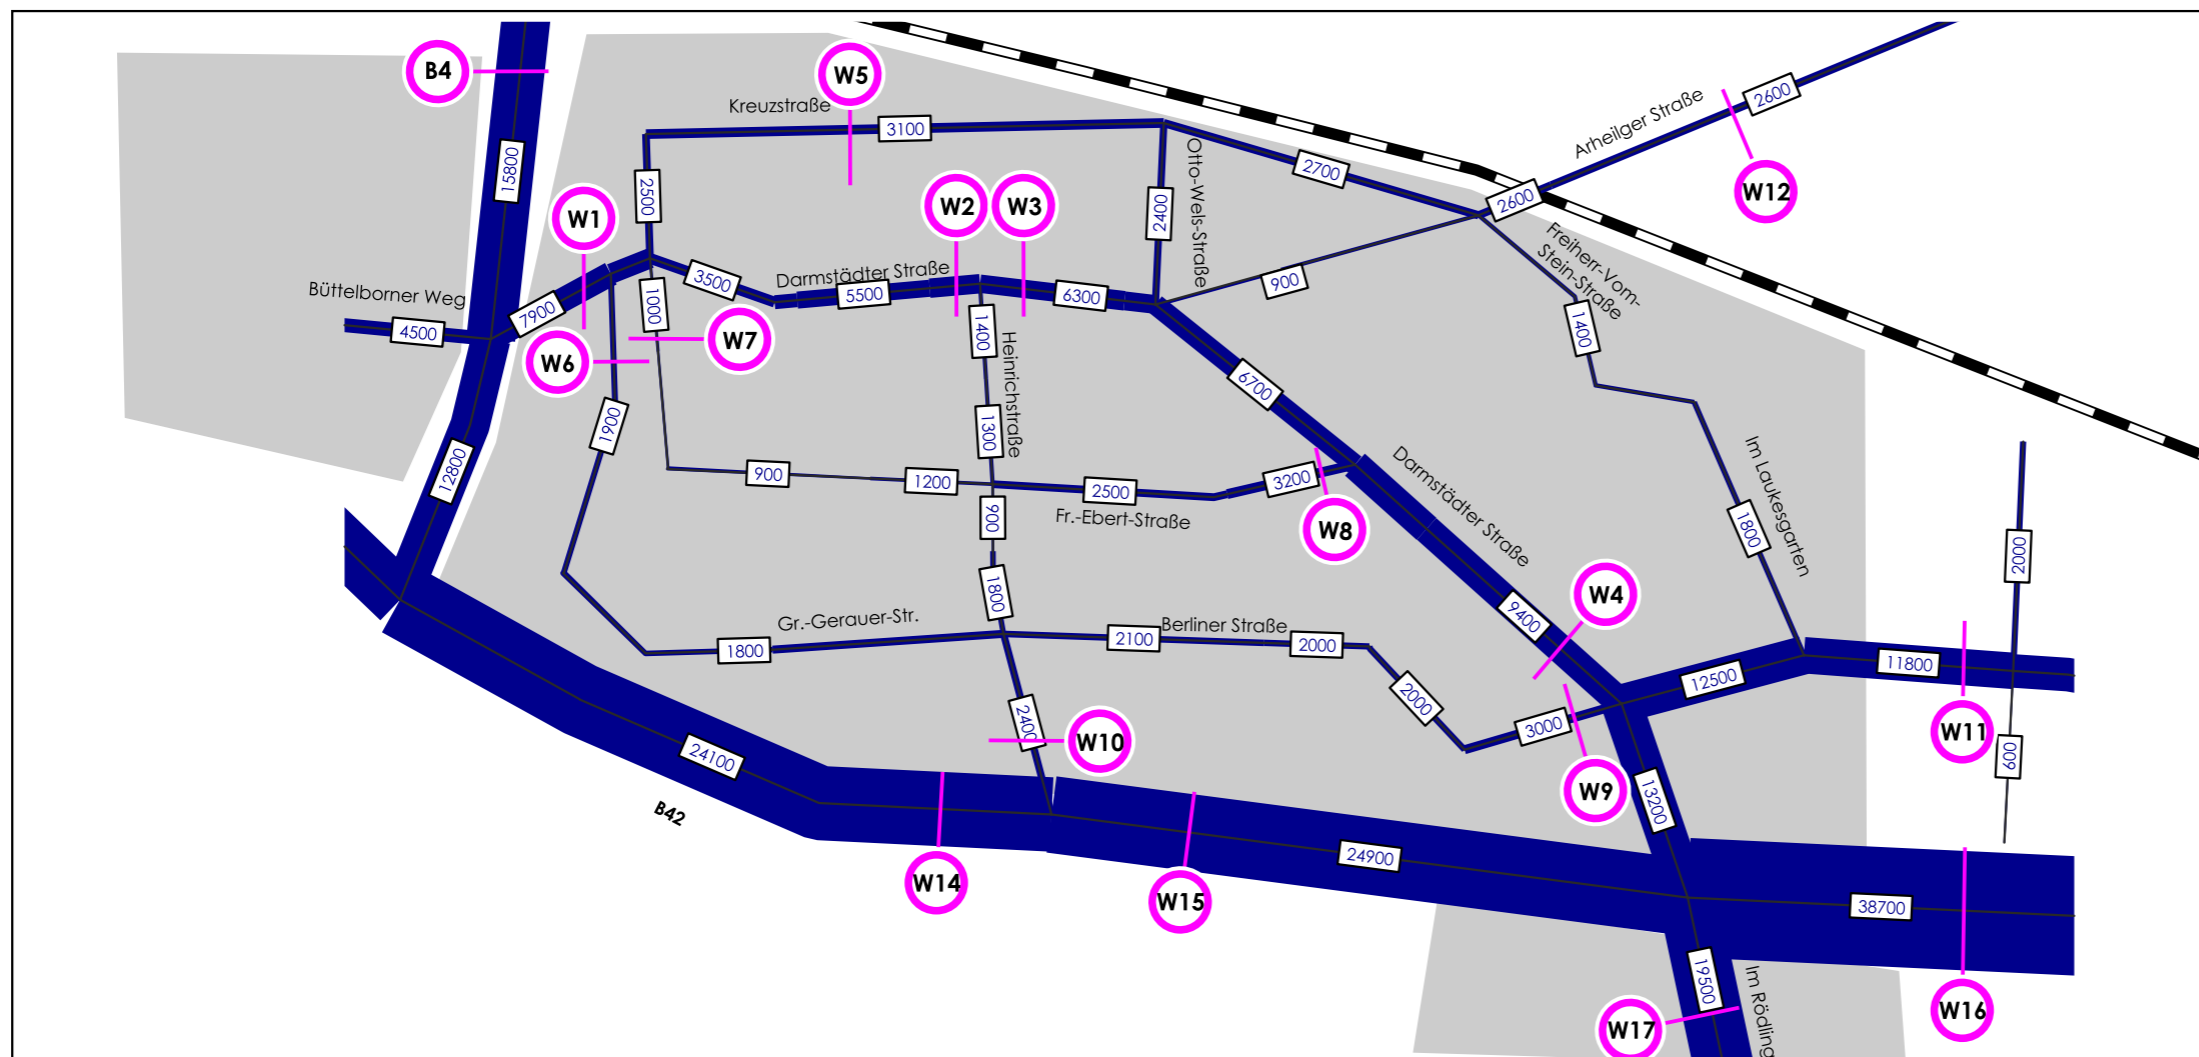 B4
W5
Kreuzstraße
3100
2600
Arheilger Straße
15800
2500
Otto-Wels-Straße
2700
W12
2600
W1
W2
W3
2400
Freiherr-Vom-
Stein-Straße
Büttelborner Weg
4500
7900
3500
Darmstädter Straße
5500
6300
900
1000
W7
W6
1400
Heinrichstraße
1400
6700
1900
1300
12800
900
1200
2500
3200
Fr.-Ebert-Straße
W8
Darmstädter Straße
Im Laukesgarten
1800
900
2000
1800
W4
9400
Gr.-Gerauer-Str.
1800
2100
Berliner Straße
2000
2000
12500
11800
W11
2400
W10
3000
W9
24100
B42
13200
600
W14
W15
24900
38700
19500
Im Rödling
W17
W16